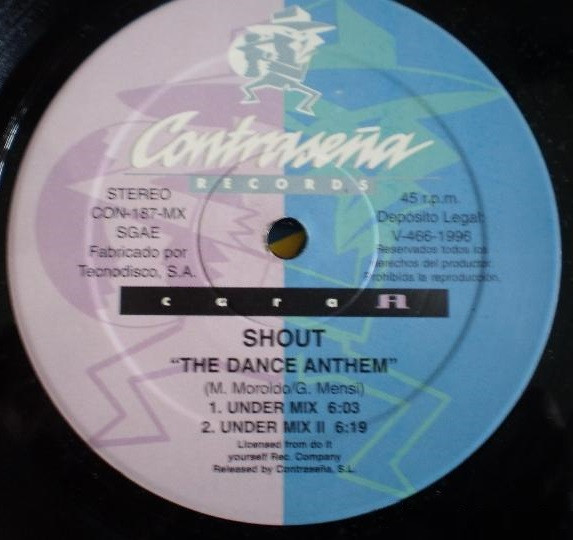 Contraseña
RECORDS
STEREO
CON-187-MX
SGAE
Fabricado por
Tecnodisco, S.A.
45 r.p.m.
Depósito Legal:
V-466-1996
Reservados todos los
derechos del productor.
Prohibida la reproducción.
cara A
SHOUT
“THE DANCE ANTHEM”
(M. Moroldo/G. Mensi)
1. UNDER MIX 6:03
2. UNDER MIX II 6:19
Licensed from do it
yourself Rec. Company
Released by Contraseña, S.L.